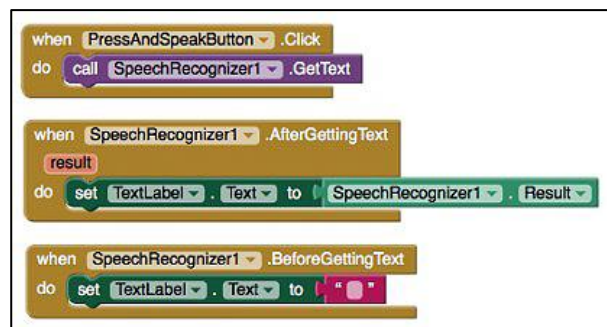 when PressAndSpeakButton .Click
do call SpeechRecognizer1 .GetText
when SpeechRecognizer1 .AfterGettingText
result
do set TextLabel . Text to SpeechRecognizer1 . Result
when SpeechRecognizer1 .BeforeGettingText
do set TextLabel . Text to " "